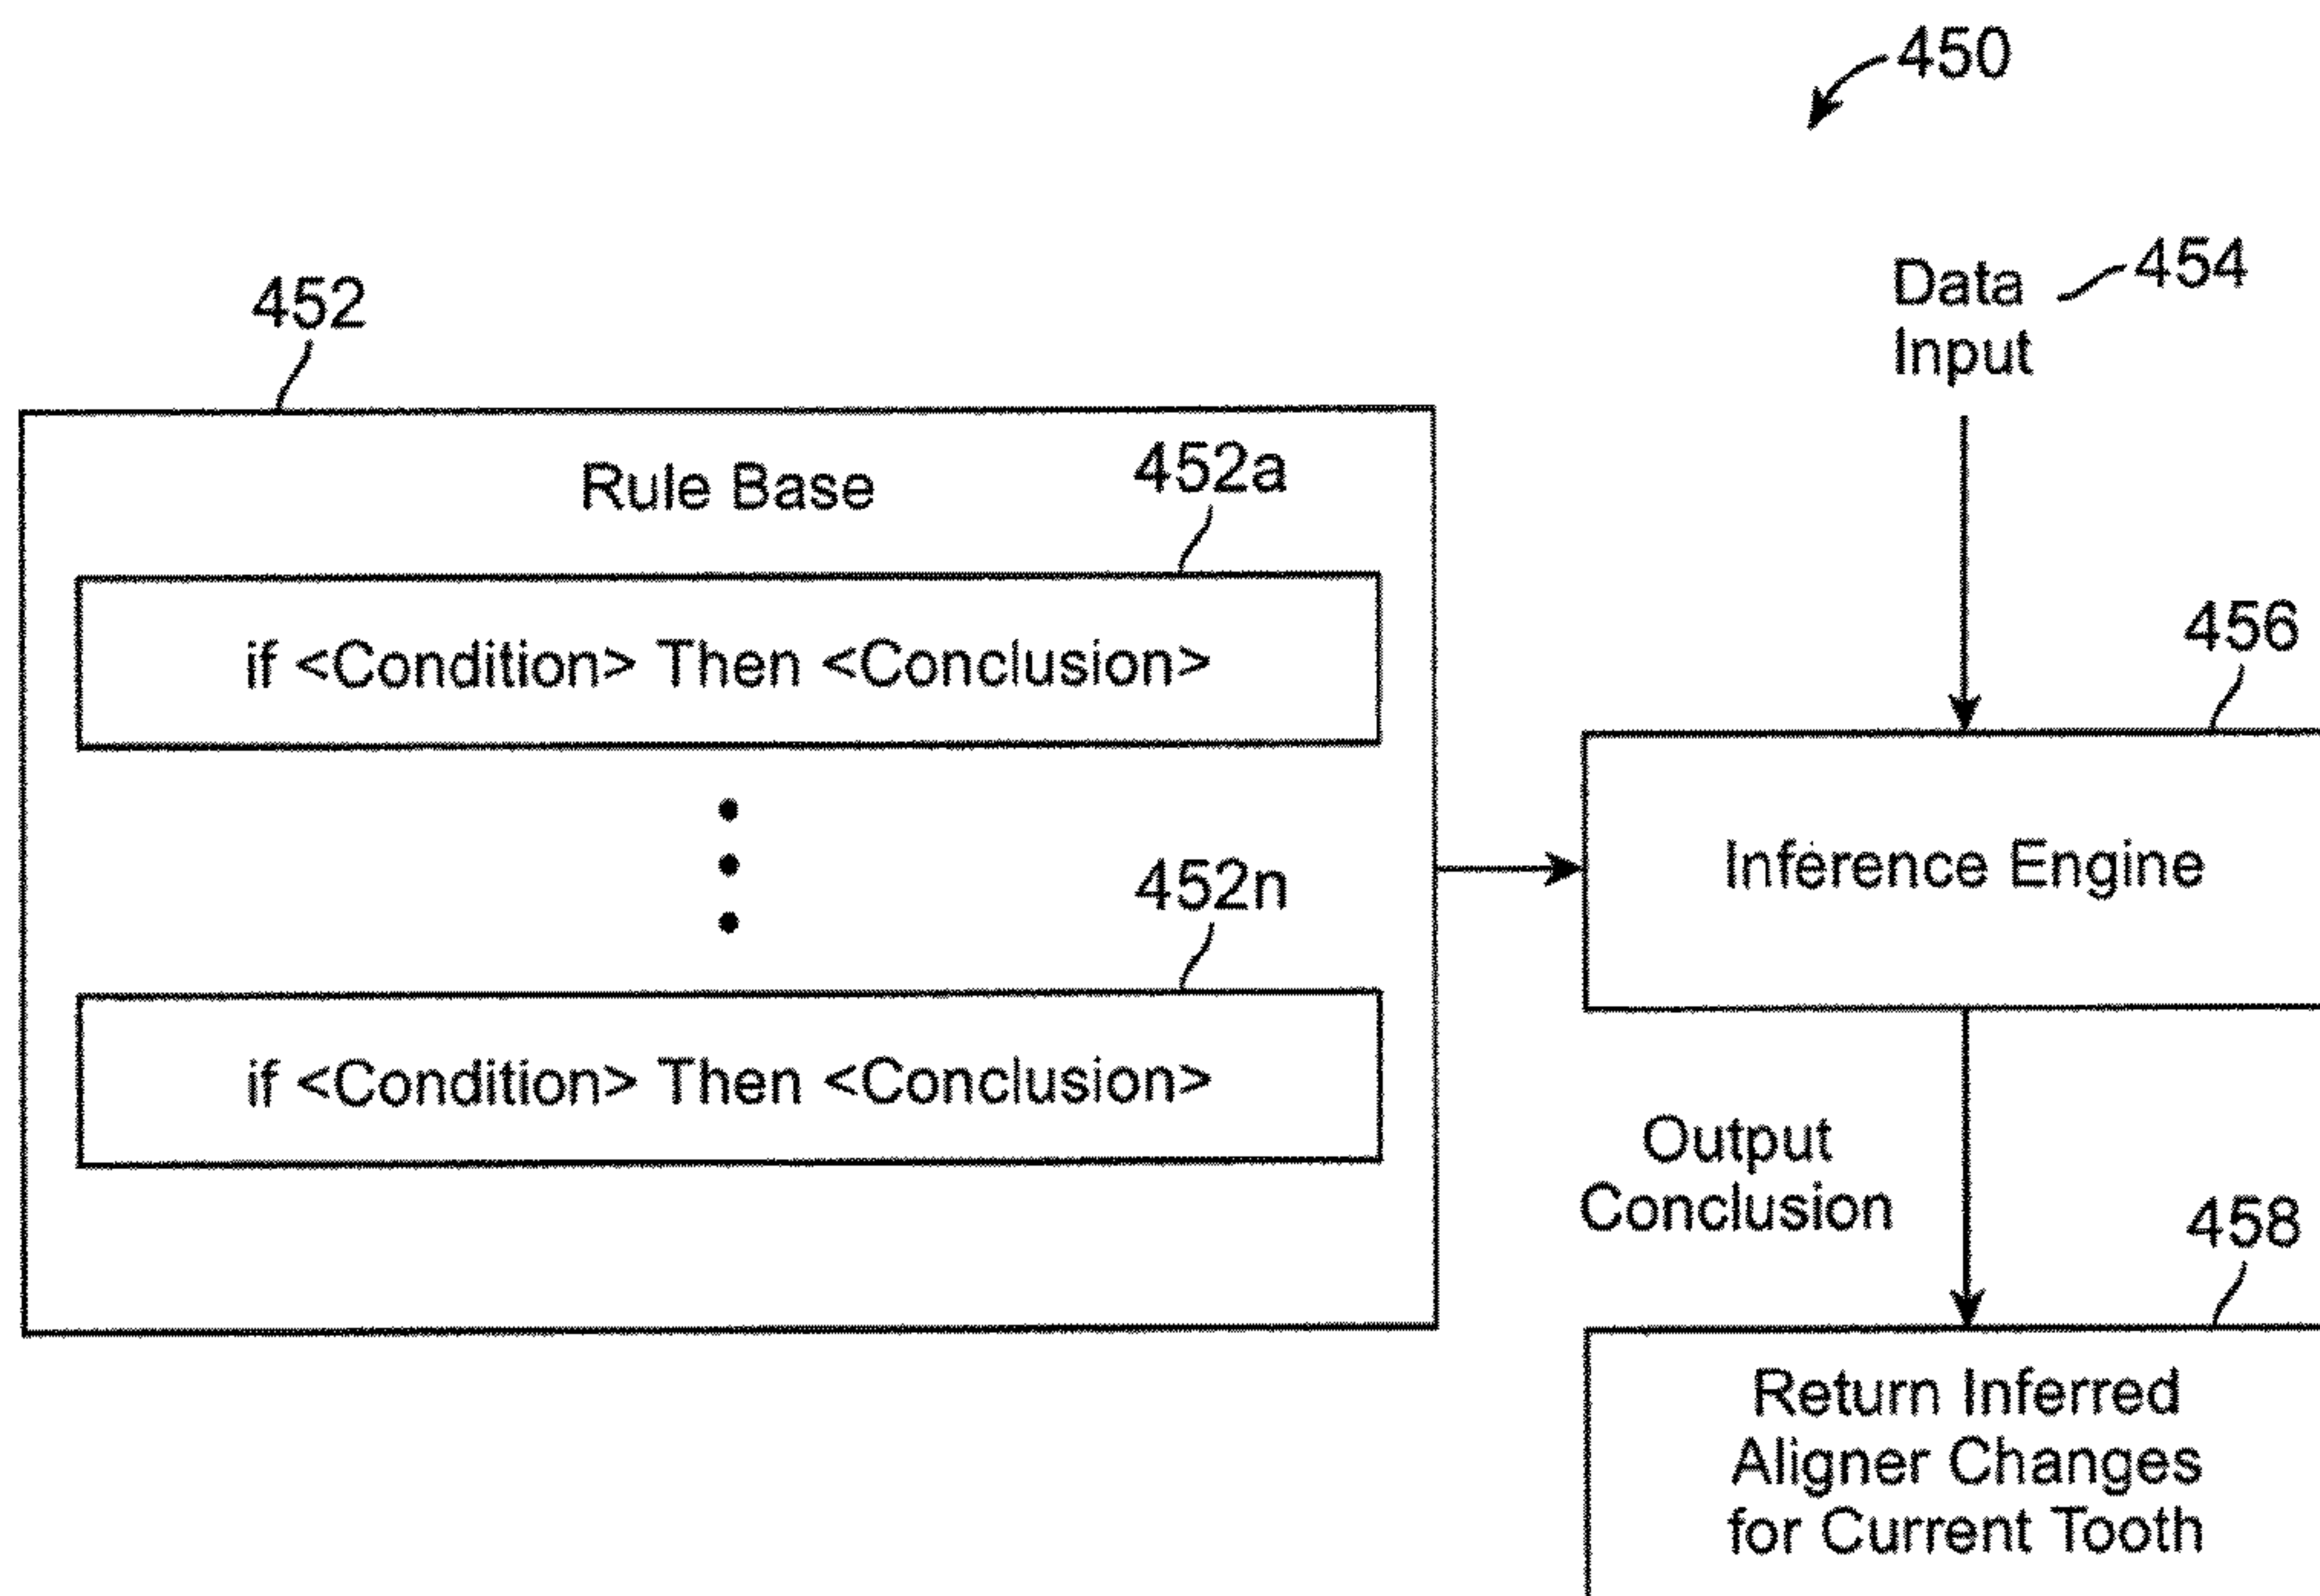 450
Data
Input
454
452
Rule Base
452a
if <Condition> Then <Conclusion>
452n
if <Condition> Then <Conclusion>
456
Inference Engine
Output
Conclusion
458
Return Inferred
Aligner Changes
for Current Tooth